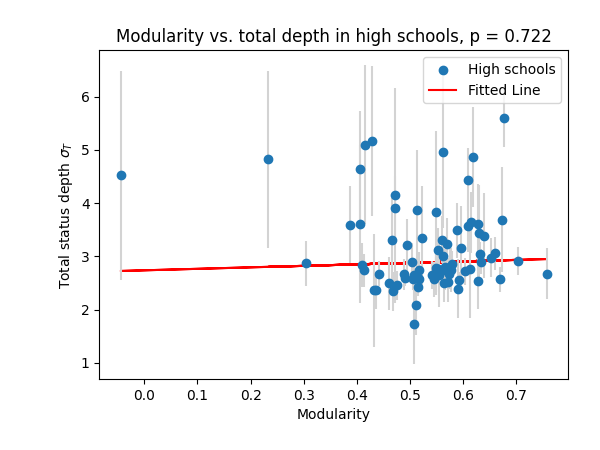 Modularity vs. total depth in high schools, p = 0.722
High schools
Fitted Line
Total status depth σ_T
6
5
4
3
2
1
0.0 0.1 0.2 0.3 0.4 0.5 0.6 0.7
Modularity